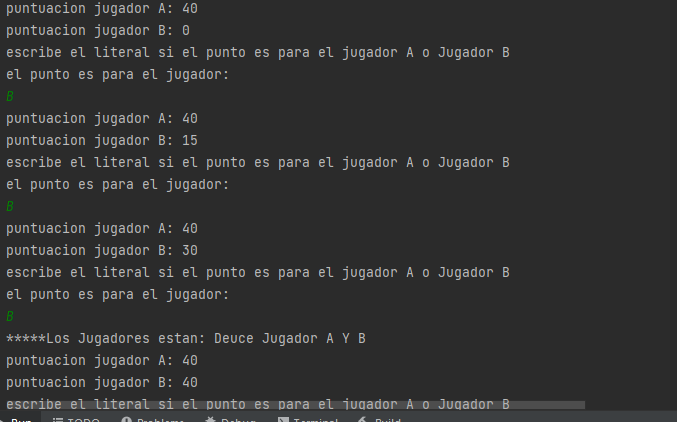 puntuacion jugador A: 40
puntuacion jugador B: 0
escribe el literal si el punto es para el jugador A o Jugador B
el punto es para el jugador:
B
puntuacion jugador A: 40
puntuacion jugador B: 15
escribe el literal si el punto es para el jugador A o Jugador B
el punto es para el jugador:
B
puntuacion jugador A: 40
puntuacion jugador B: 30
escribe el literal si el punto es para el jugador A o Jugador B
el punto es para el jugador:
B
*****Los Jugadores estan: Deuce Jugador A Y B
puntuacion jugador A: 40
puntuacion jugador B: 40
escribe el literal si el punto es para el jugador A o Jugador B
Run TODO Problems Debug Terminal Build